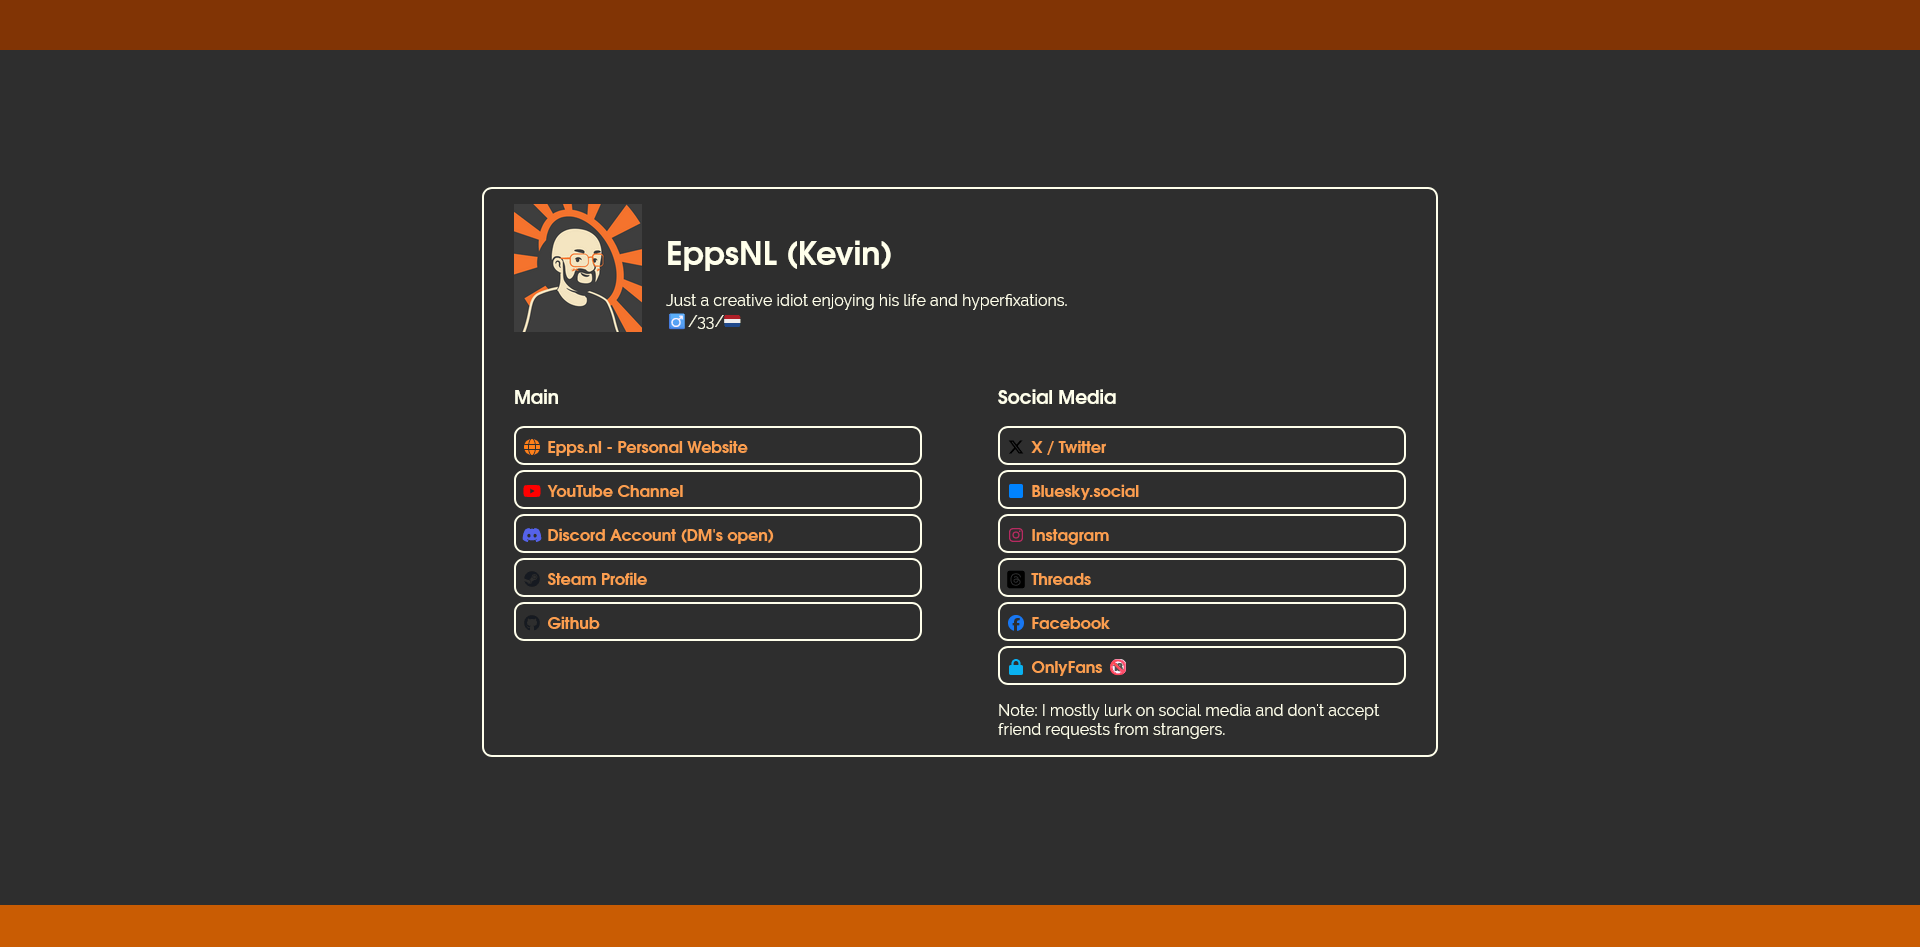 EppsNL (Kevin)
Just a creative idiot enjoying his life and hyperfixations.
♂️/33/🇳🇱
Main
Epps.nl - Personal Website
YouTube Channel
Discord Account (DM's open)
Steam Profile
Github
Social Media
X / Twitter
Bluesky.social
Instagram
Threads
Facebook
OnlyFans 🔞
Note: I mostly lurk on social media and don't accept
friend requests from strangers.